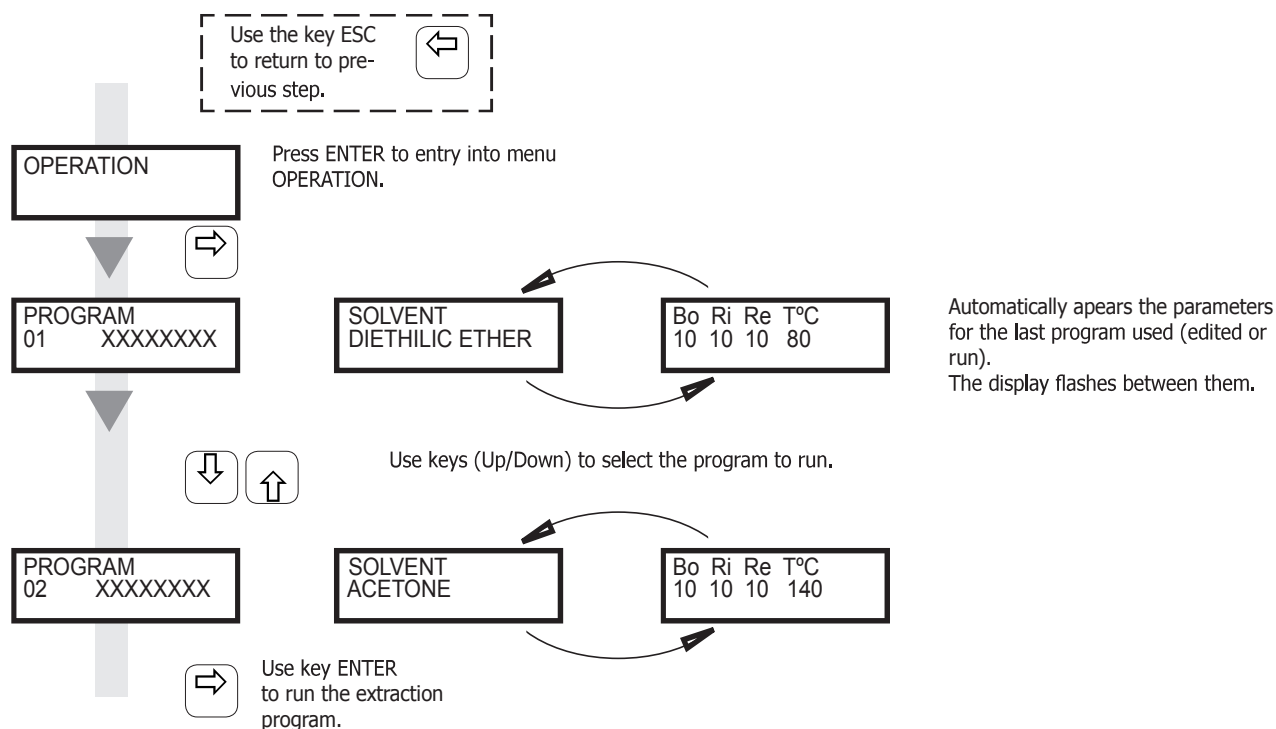 Use the key ESC
to return to pre-
vious step.
OPERATION
Press ENTER to entry into menu
OPERATION.
PROGRAM
01 XXXXXXXX
SOLVENT
DIETHILIC ETHER
Bo Ri Re TºC
10 10 10 80
Automatically apears the parameters
for the last program used (edited or
run).
The display flashes between them.
Use keys (Up/Down) to select the program to run.
PROGRAM
02 XXXXXXXX
SOLVENT
ACETONE
Bo Ri Re TºC
10 10 10 140
Use key ENTER
to run the extraction
program.